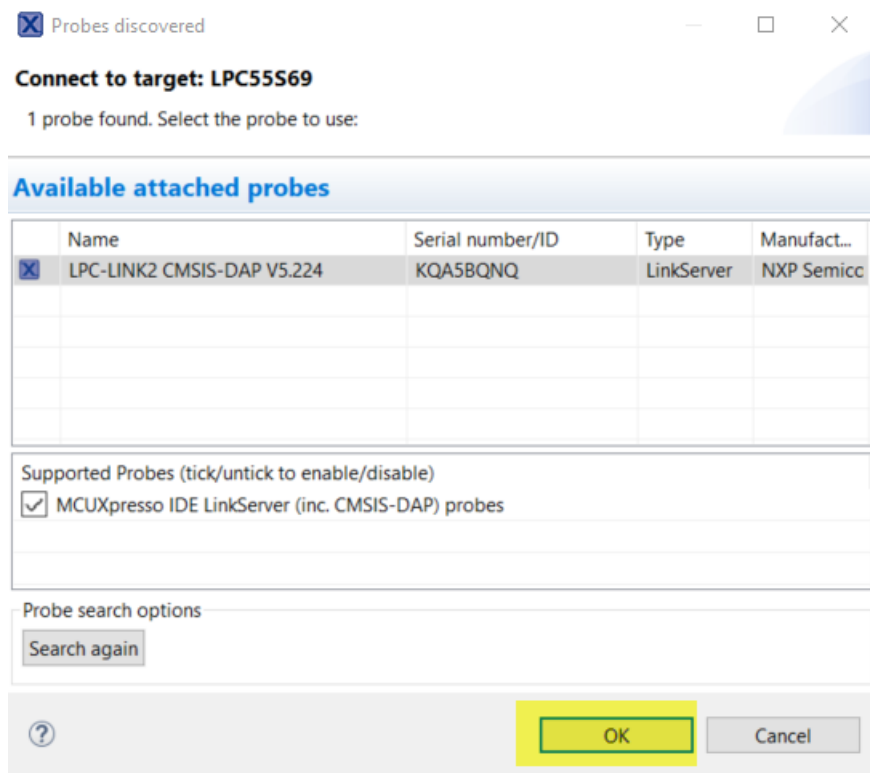 Probes discovered
Connect to target: LPC55S69
1 probe found. Select the probe to use:
Available attached probes
Name Serial number/ID Type Manufact...
LPC-LINK2 CMSIS-DAP V5.224 KQA5BQNQ LinkServer NXP Semicc
Supported Probes (tick/untick to enable/disable)
MCUXpresso IDE LinkServer (inc. CMSIS-DAP) probes
Probe search options
Search again
? OK Cancel